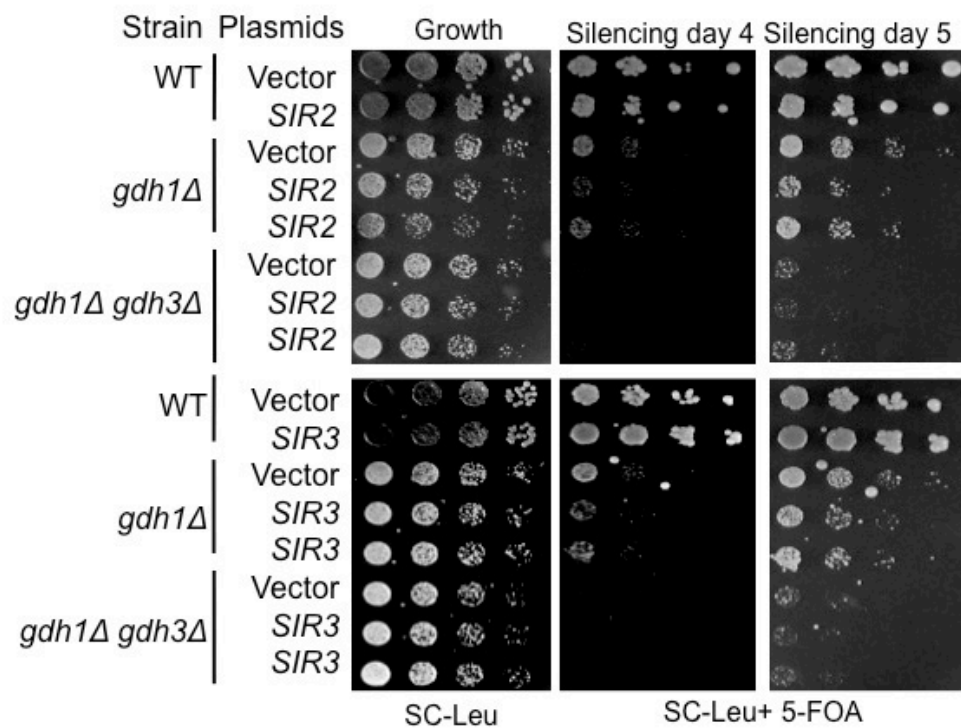 Strain Plasmids Growth Silencing day 4 Silencing day 5
WT Vector
SIR2
gdh1Δ Vector
SIR2
SIR2
gdh1Δ gdh3Δ Vector
SIR2
SIR2
WT Vector
SIR3
gdh1Δ Vector
SIR3
SIR3
gdh1Δ gdh3Δ Vector
SIR3
SIR3
SC-Leu SC-Leu+ 5-FOA